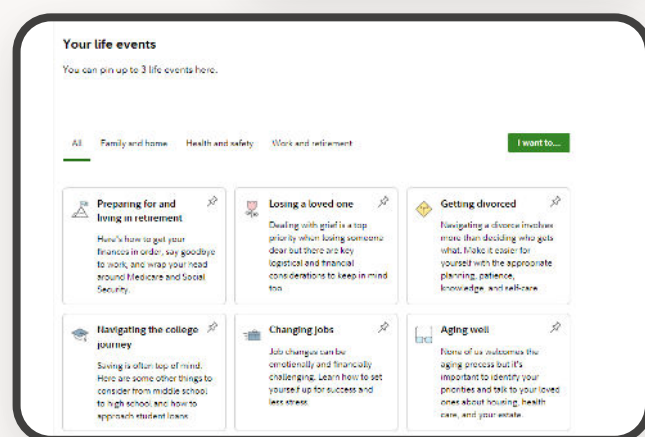 Your life events
You can pin up to 3 life events here.
All Family and home Health and safety Work and retirement I want to...
Preparing for and
living in retirement
Here's how to get your
finances in order, say goodbye
to work, and wrap your head
around Medicare and Social
Security.
Losing a loved one
Dealing with grief is a top
priority when losing someone
dear but there are key
logistical and financial
considerations to keep in mind
too.
Getting divorced
Navigating a divorce involves
more than deciding who gets
what. Make it easier for
yourself with the appropriate
planning, patience,
knowledge, and self-care.
Navigating the college
journey
Saving is often top of mind.
Here are some other things to
consider from middle school
to high school and how to
approach student loans.
Changing jobs
Job changes can be
emotionally and financially
challenging. Learn how to set
yourself up for success and
less stress.
Aging well
None of us welcomes the
aging process but it's
important to identify your
priorities and talk to your loved
ones about housing, health
care, and your estate.